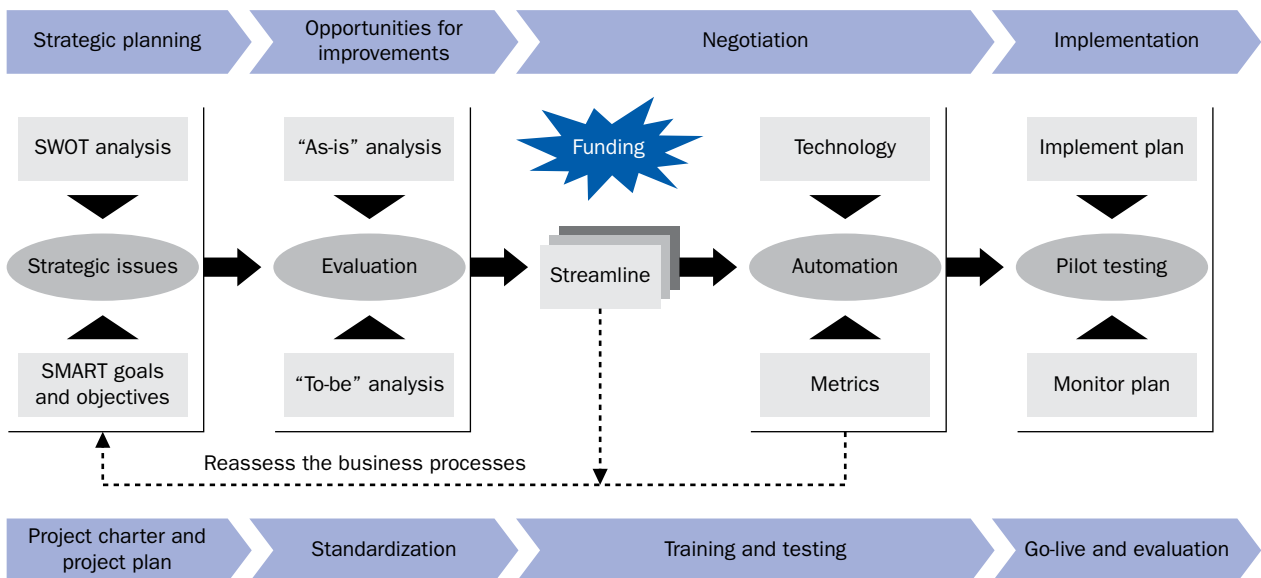 Strategic planning
Opportunities for
improvements
Negotiation
Implementation
SWOT analysis
“As-is” analysis
Funding
Technology
Implement plan
Strategic issues
Evaluation
Streamline
Automation
Pilot testing
SMART goals
and objectives
“To-be” analysis
Metrics
Monitor plan
Reassess the business processes
Project charter and
project plan
Standardization
Training and testing
Go-live and evaluation